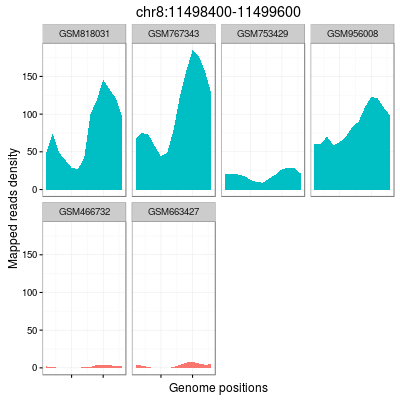 chr8:11498400-11499600
GSM818031 GSM767343 GSM753429 GSM956008
150
100
50
0
GSM466732 GSM663427
150
100
50
0
Mapped reads density
Genome positions